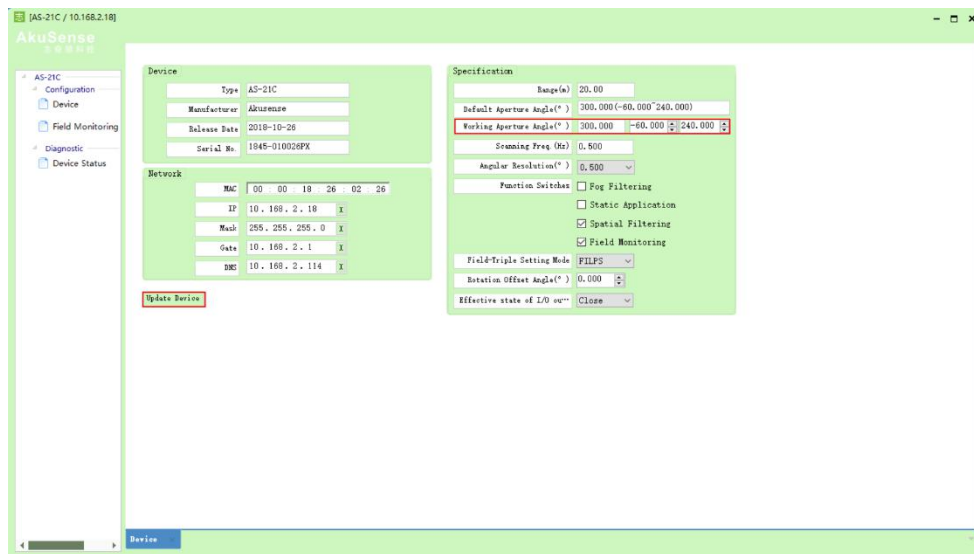 [AS-21C / 10.168.2.18]
AkuSense
AS-21C
Configuration
Device
Field Monitoring
Diagnostic
Device Status
Device
Type AS-21C
Manufacturer Akusense
Release Date 2018-10-26
Serial No. 1845-010026PX
Network
MAC 00 : 00 : 18 : 26 : 02 : 26
IP 10.168.2.18 X
Mask 255.255.255.0 X
Gate 10.168.2.1 X
DNS 10.168.2.114 X
Update Device
Specification
Range(m) 20.00
Default Aperture Angle(° ) 300.000(-60.000~240.000)
Working Aperture Angle(° ) 300.000 -60.000 240.000
Scanning Freq.(Hz) 0.500
Angular Resolution(° ) 0.500
Function Switches Fog Filtering
Static Application
Spatial Filtering
Field Monitoring
Field-Triple Setting Mode FILPS
Rotation Offset Angle(° ) 0.000
Effective state of I/O ou…
Close
Device